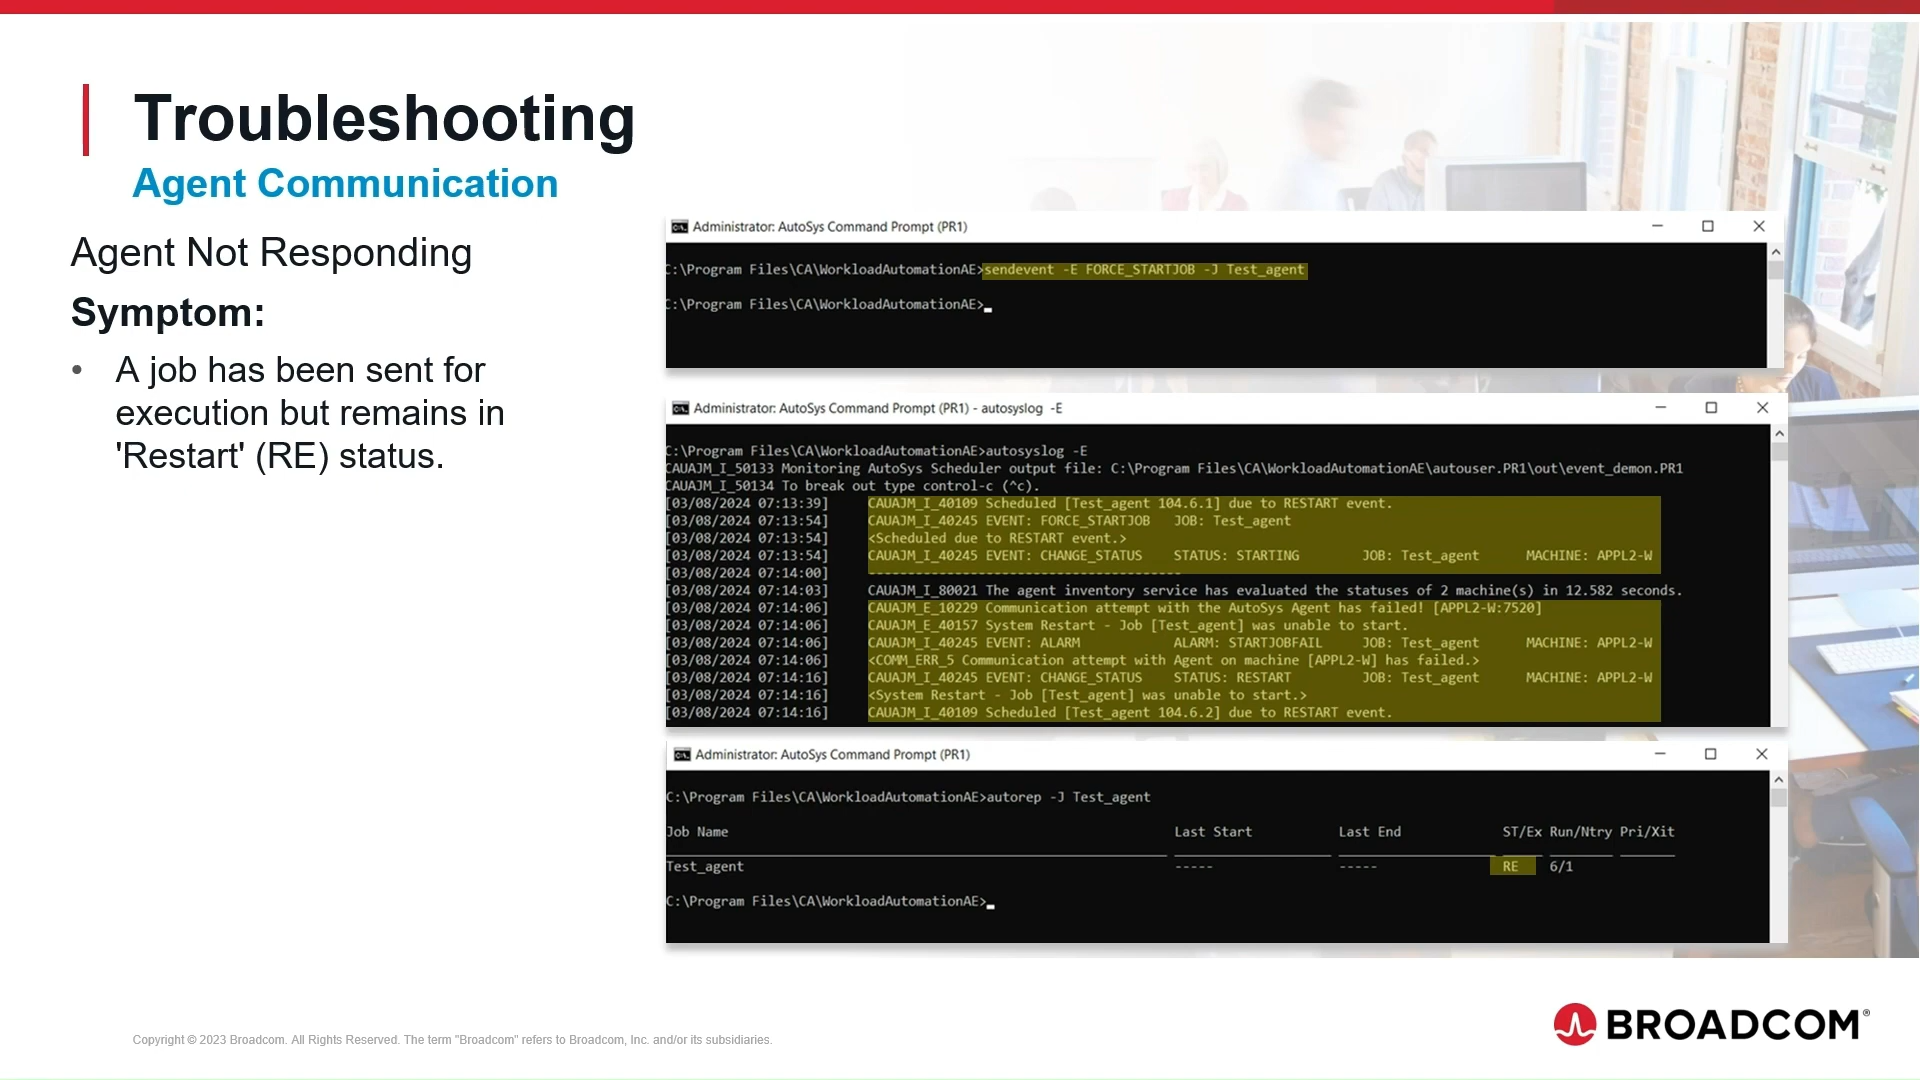 Troubleshooting
Agent Communication
Agent Not Responding
Symptom:
• A job has been sent for
execution but remains in
'Restart' (RE) status.
Administrator: AutoSys Command Prompt (PR1)
C:\Program Files\CA\WorkloadAutomationAE>sendevent -E FORCE_STARTJOB -J Test_agent
C:\Program Files\CA\WorkloadAutomationAE>
Administrator: AutoSys Command Prompt (PR1) - autosyslog -E
C:\Program Files\CA\WorkloadAutomationAE>autosyslog -E
CAUAJM_I_50133 Monitoring AutoSys Scheduler output file: C:\Program Files\CA\WorkloadAutomationAE\autouser.PR1\out\event_demon.PR1
CAUAJM_I_50134 To break out type control-c (^c).
[03/08/2024 07:13:39] CAUAJM_I_40109 Scheduled [Test_agent 104.6.1] due to RESTART event.
[03/08/2024 07:13:54] CAUAJM_I_40245 EVENT: FORCE_STARTJOB JOB: Test_agent
[03/08/2024 07:13:54] <Scheduled due to RESTART event.>
[03/08/2024 07:13:54] CAUAJM_I_40245 EVENT: CHANGE_STATUS STATUS: STARTING JOB: Test_agent MACHINE: APPL2-W
[03/08/2024 07:14:00] ----------------------------------------
[03/08/2024 07:14:03] CAUAJM_I_80021 The agent inventory service has evaluated the statuses of 2 machine(s) in 12.582 seconds.
[03/08/2024 07:14:06] CAUAJM_E_10229 Communication attempt with the AutoSys Agent has failed! [APPL2-W:7520]
[03/08/2024 07:14:06] CAUAJM_E_40157 System Restart - Job [Test_agent] was unable to start.
[03/08/2024 07:14:06] CAUAJM_I_40245 EVENT: ALARM ALARM: STARTJOBFAIL JOB: Test_agent MACHINE: APPL2-W
[03/08/2024 07:14:06] <COMM_ERR_5 Communication attempt with Agent on machine [APPL2-W] has failed.>
[03/08/2024 07:14:16] CAUAJM_I_40245 EVENT: CHANGE_STATUS STATUS: RESTART JOB: Test_agent MACHINE: APPL2-W
[03/08/2024 07:14:16] <System Restart - Job [Test_agent] was unable to start.>
[03/08/2024 07:14:16] CAUAJM_I_40109 Scheduled [Test_agent 104.6.2] due to RESTART event.
Administrator: AutoSys Command Prompt (PR1)
C:\Program Files\CA\WorkloadAutomationAE>autorep -J Test_agent
Job Name Last Start Last End ST/Ex Run/Ntry Pri/Xit
Test_agent ----- ----- RE 6/1
C:\Program Files\CA\WorkloadAutomationAE>
Copyright © 2023 Broadcom. All Rights Reserved. The term "Broadcom" refers to Broadcom, Inc. and/or its subsidiaries.
BROADCOM®